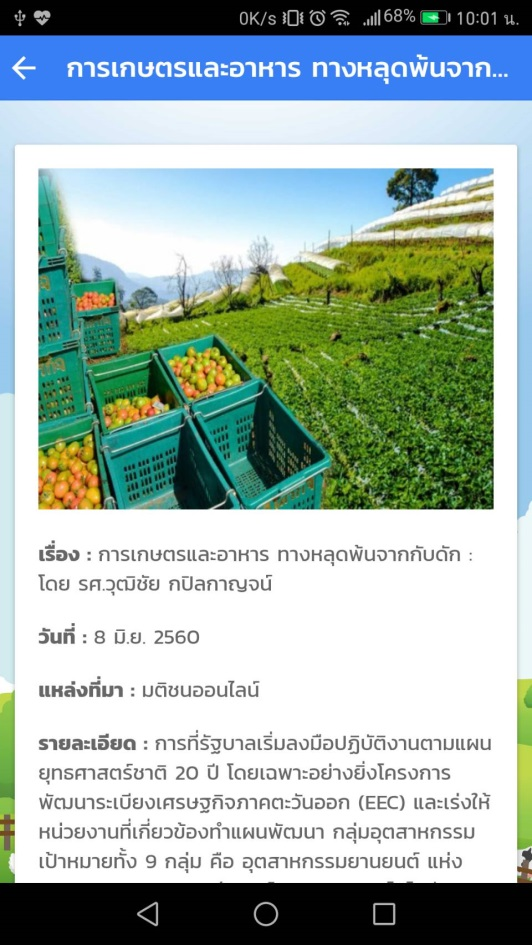 0K/s 68% 10:01 น.
การเกษตรและอาหาร ทางหลุดพ้นจาก...
เรื่อง : การเกษตรและอาหาร ทางหลุดพ้นจากกับดัก :
โดย รศ.วุฒิชัย กปิลกาญจน์
วันที่ : 8 มิ.ย. 2560
แหล่งที่มา : มติชนออนไลน์
รายละเอียด : การที่รัฐบาลเริ่มลงมือปฏิบัติงานตามแผน
ยุทธศาสตร์ชาติ 20 ปี โดยเฉพาะอย่างยิ่งโครงการ
พัฒนาระเบียงเศรษฐกิจภาคตะวันออก (EEC) และเร่งให้
หน่วยงานที่เกี่ยวข้องทำแผนพัฒนา กลุ่มอุตสาหกรรม
เป้าหมายทั้ง 9 กลุ่ม คือ อุตสาหกรรมยานยนต์ แห่ง